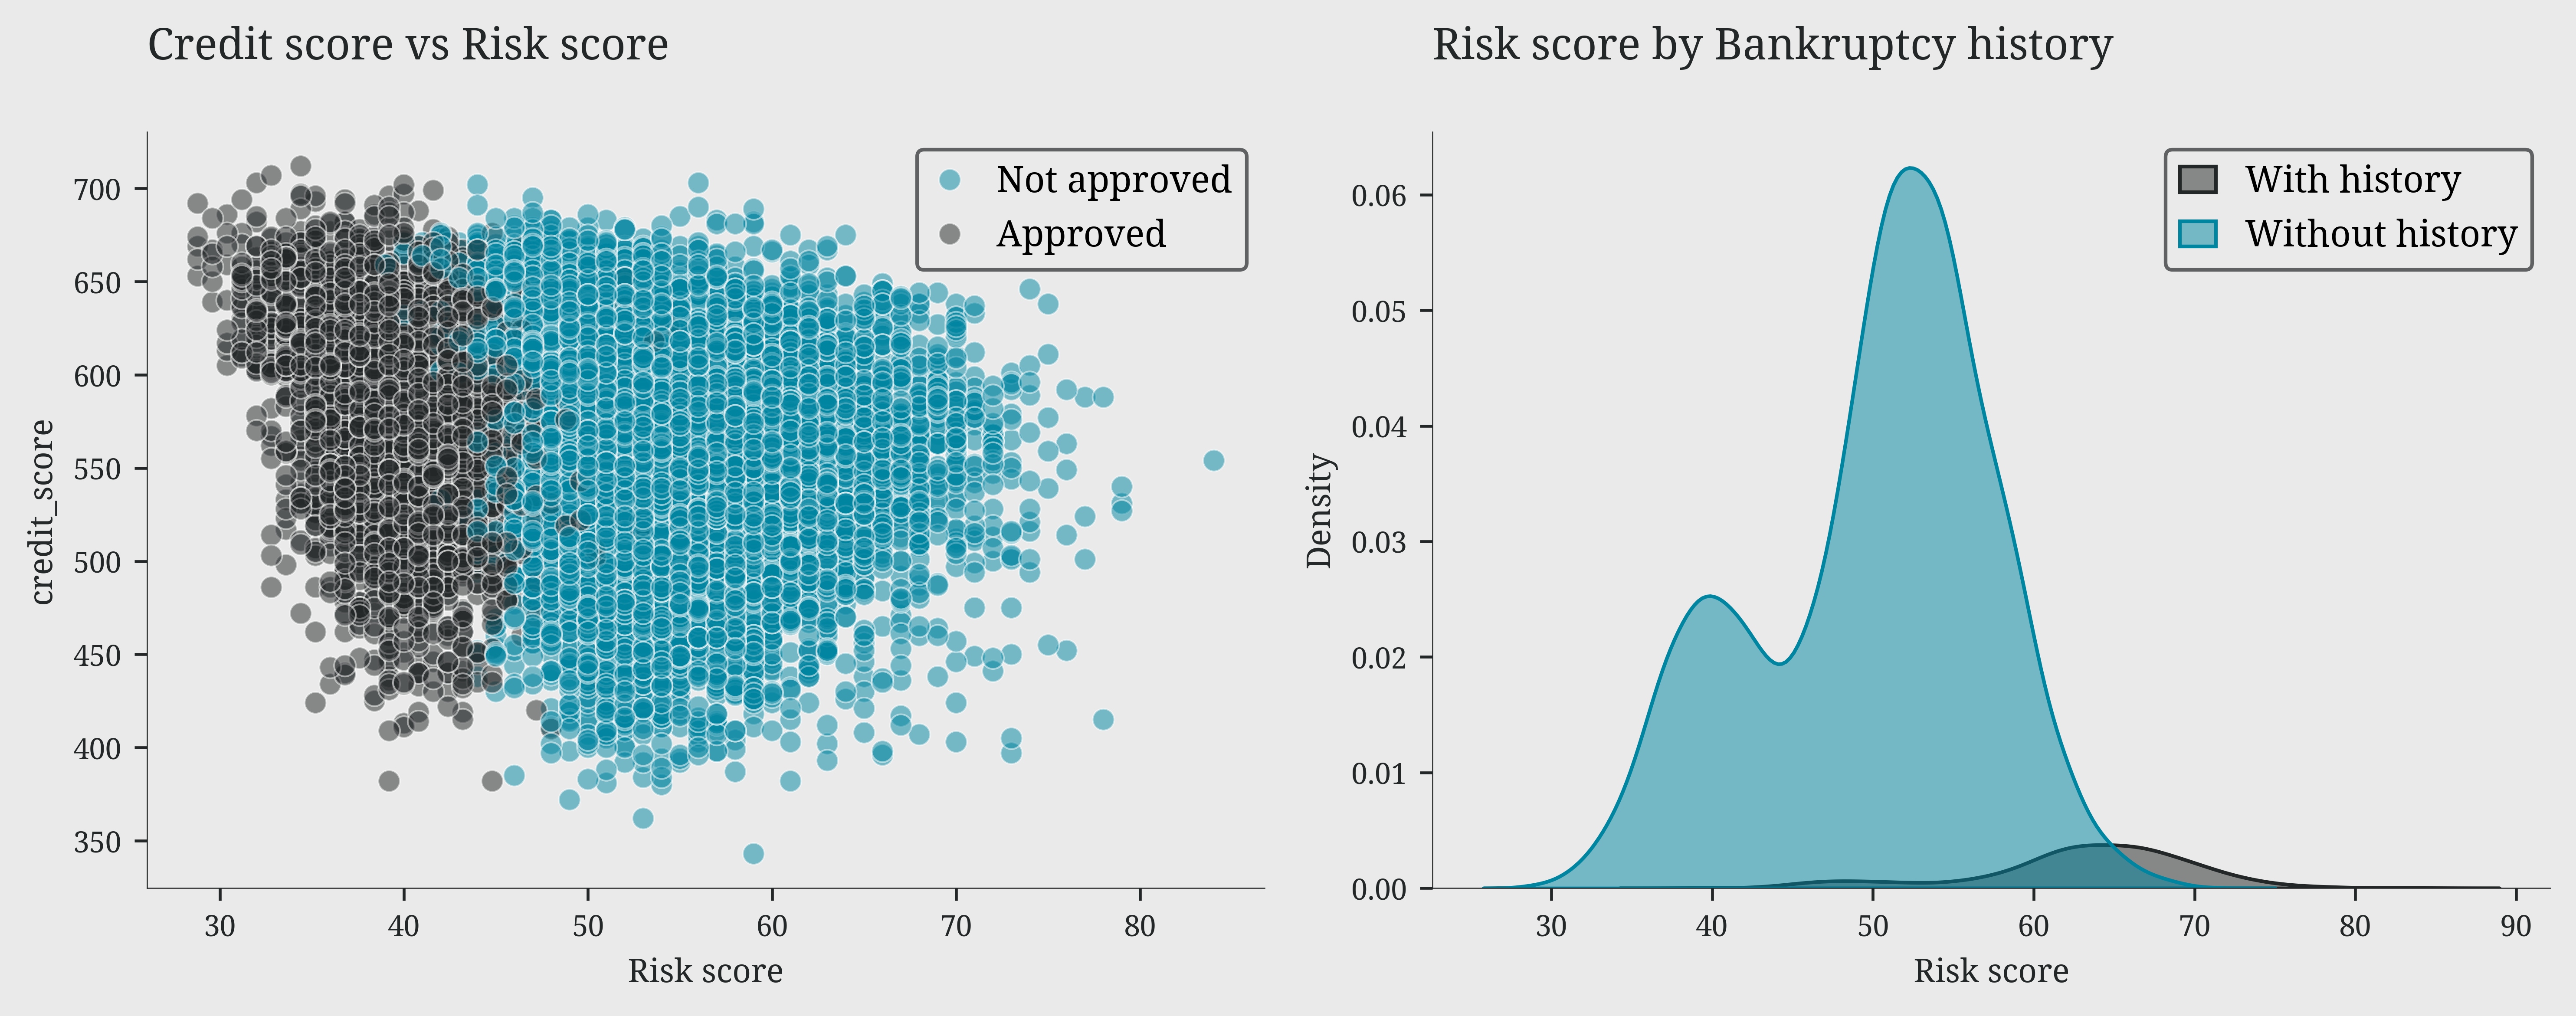 Credit score vs Risk score
Not approved
Approved
700
650
600
550
500
450
400
350
credit_score
30 40 50 60 70 80
Risk score
Risk score by Bankruptcy history
With history
Without history
0.06
0.05
0.04
0.03
0.02
0.01
0.00
Density
30 40 50 60 70 80 90
Risk score